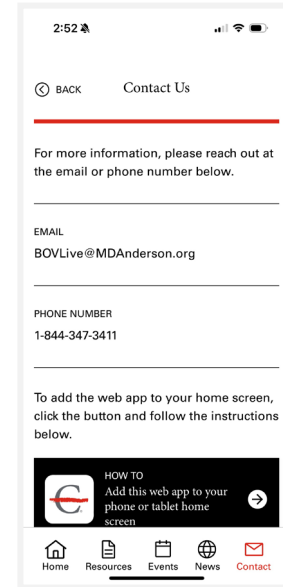 2:52
BACK
Contact Us
For more information, please reach out at
the email or phone number below.
EMAIL
BOVLive@MDAnderson.org
PHONE NUMBER
1-844-347-3411
To add the web app to your home screen,
click the button and follow the instructions
below.
HOW TO
Add this web app to your
phone or tablet home
screen
Home Resources Events News Contact